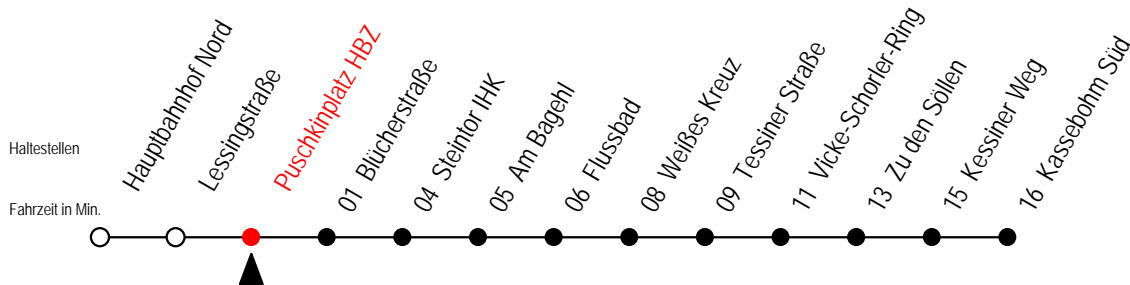 Haltestellen
Fahrzeit in Min.
Hauptbahnhof Nord
Lessingstraße
Puschkinplatz HBZ
01 Blücherstraße
04 Steintor IHK
05 Am Bagehl
06 Flussbad
08 Weißes Kreuz
09 Tessiner Straße
11 Vicke-Schorler-Ring
13 Zu den Söllen
15 Kessiner Weg
16 Kassebohm Süd